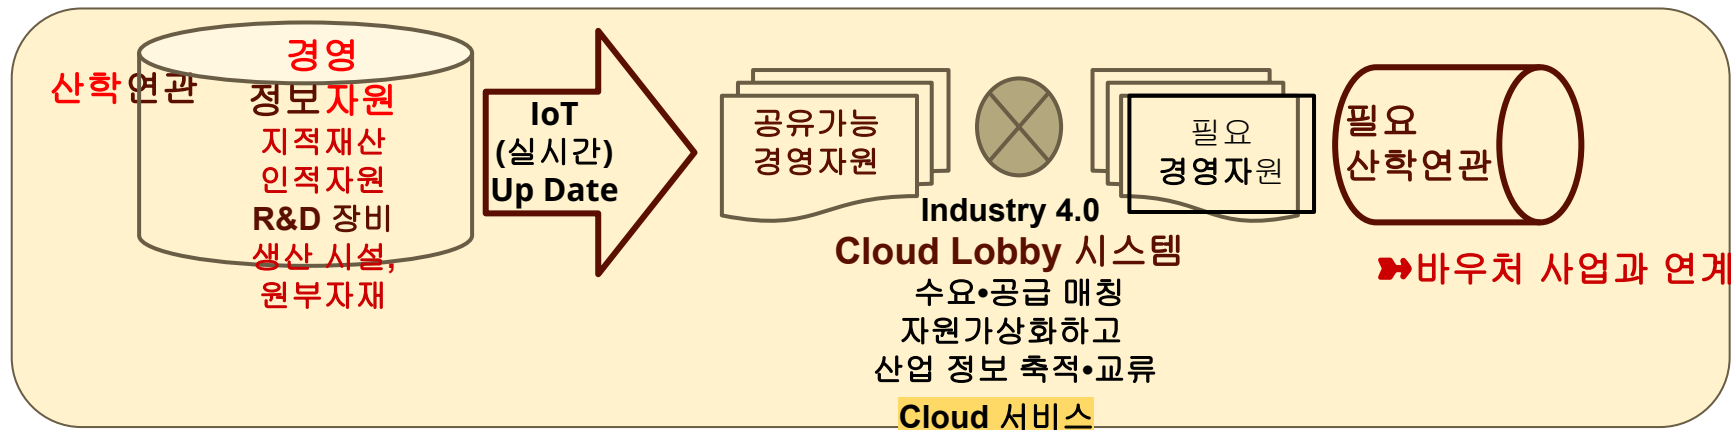 산학연관
경영
정보자원
지적재산
인적자원
R&D 장비
생산 시설,
원부자재
IoT
(실시간)
Up Date
공유가능
경영자원
필요
경영자원
Industry 4.0
Cloud Lobby 시스템
수요•공급 매칭
자원가상화하고
산업 정보 축적•교류
Cloud 서비스
필요
산학연관
➽바우처 사업과 연계